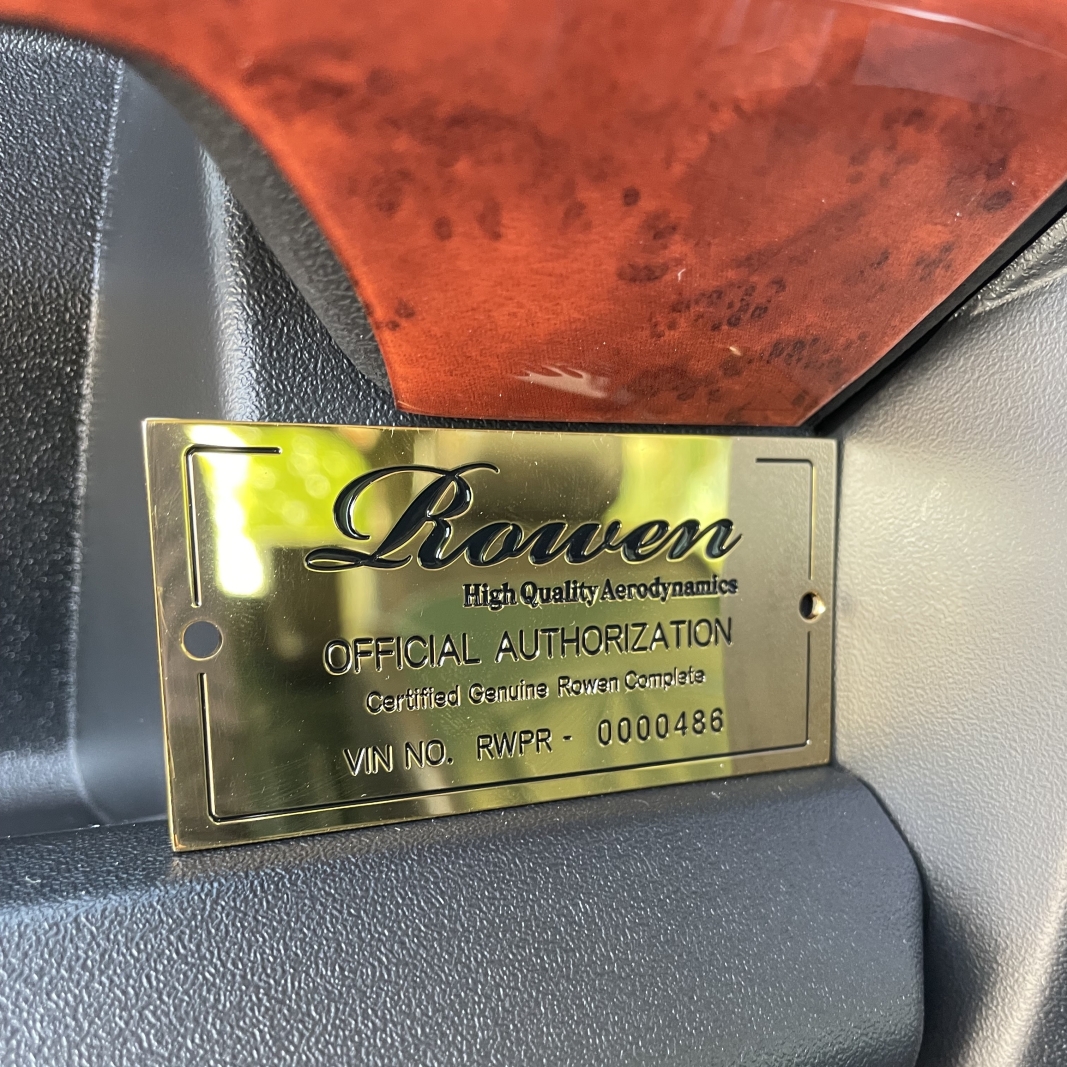 Rowen
High Quality Aerodynamics
OFFICIAL AUTHORIZATION
Certified Genuine Rowen Complete
VIN NO. RWPR - 0000486